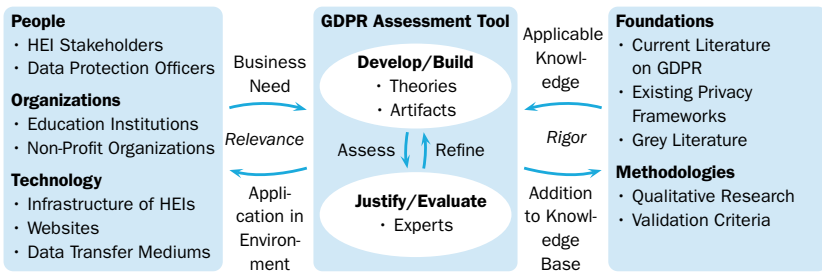 People
· HEI Stakeholders
· Data Protection Officers
Organizations
· Education Institutions
· Non-Profit Organizations
Technology
· Infrastructure of HEIs
· Websites
· Data Transfer Mediums
Business
Need
Relevance
Appli-
cation in
Environ-
ment
GDPR Assessment Tool
Develop/Build
· Theories
· Artifacts
Assess
Refine
Justify/Evaluate
· Experts
Applicable
Knowl-
edge
Rigor
Addition
to Knowl-
edge
Base
Foundations
· Current Literature
on GDPR
· Existing Privacy
Frameworks
· Grey Literature
Methodologies
· Qualitative Research
· Validation Criteria